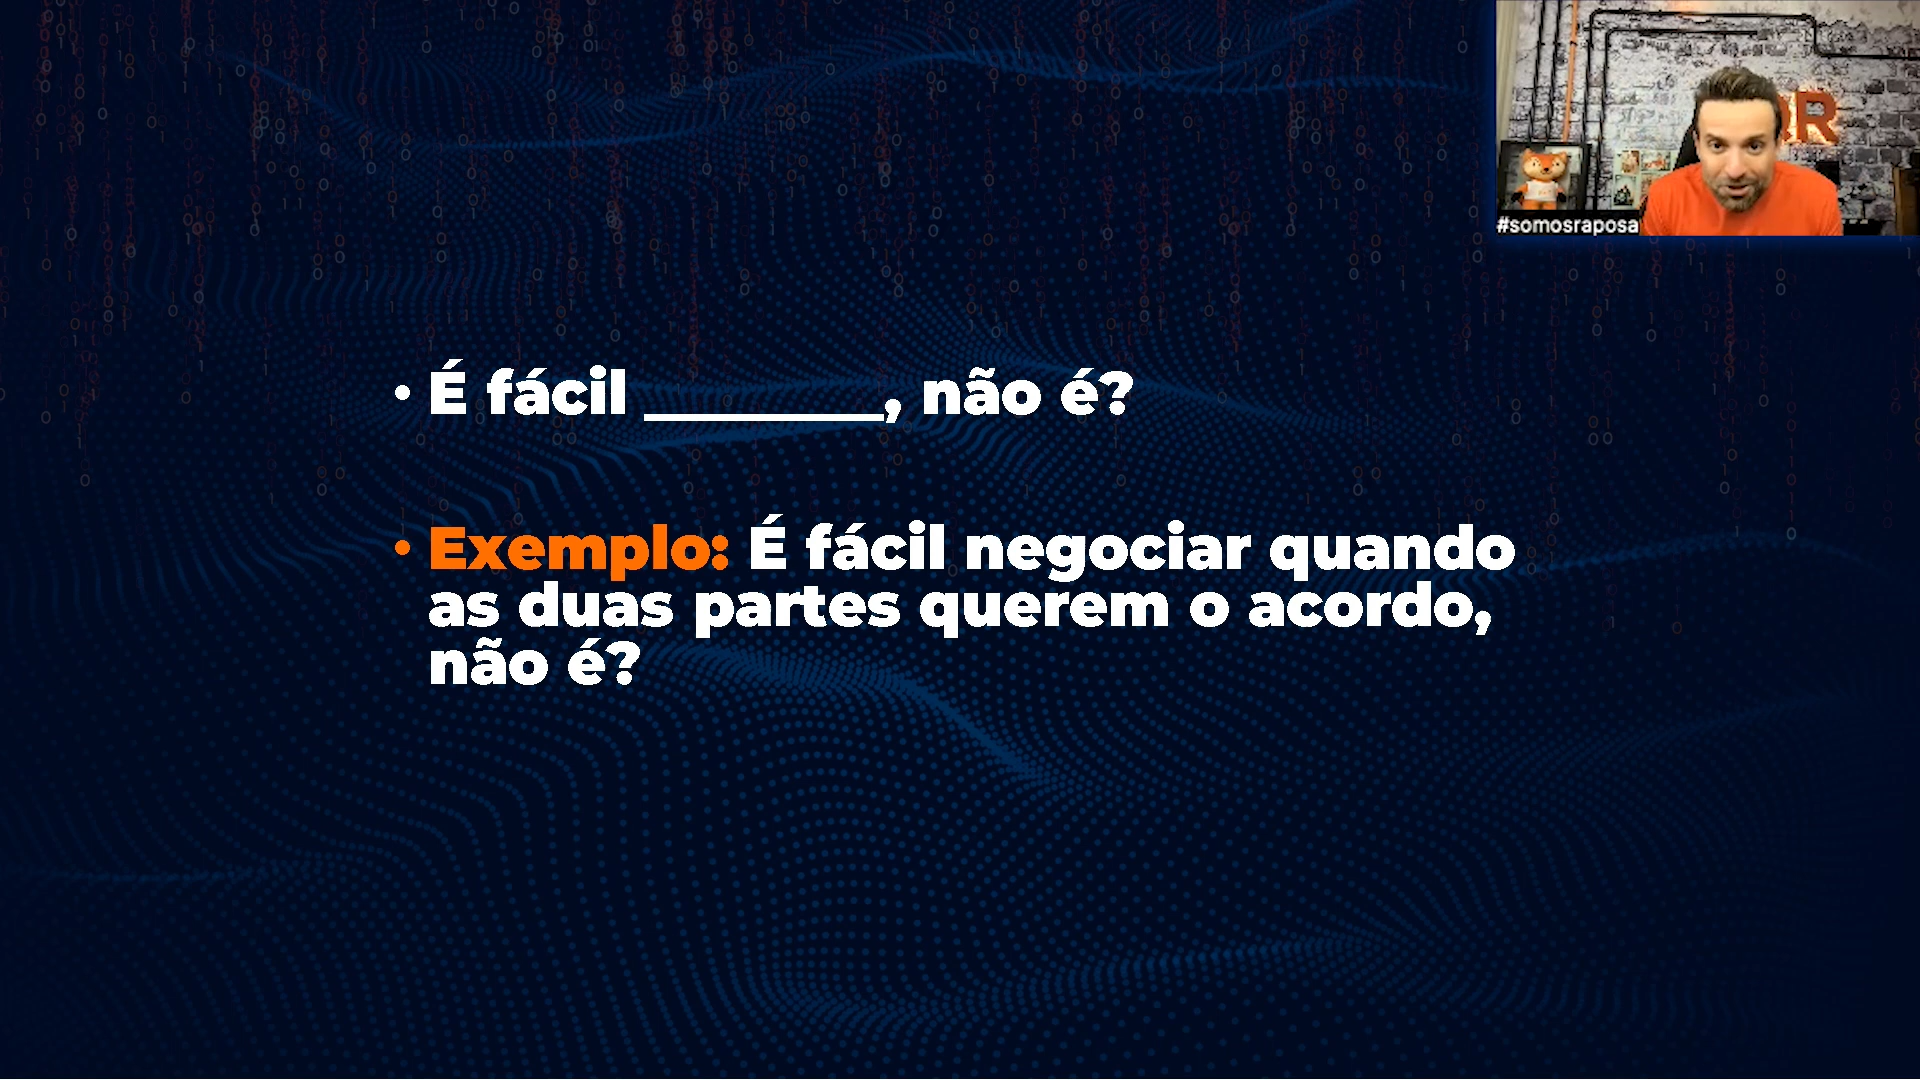 #somosraposa
• É fácil ________, não é?
• Exemplo: É fácil negociar quando
as duas partes querem o acordo,
não é?